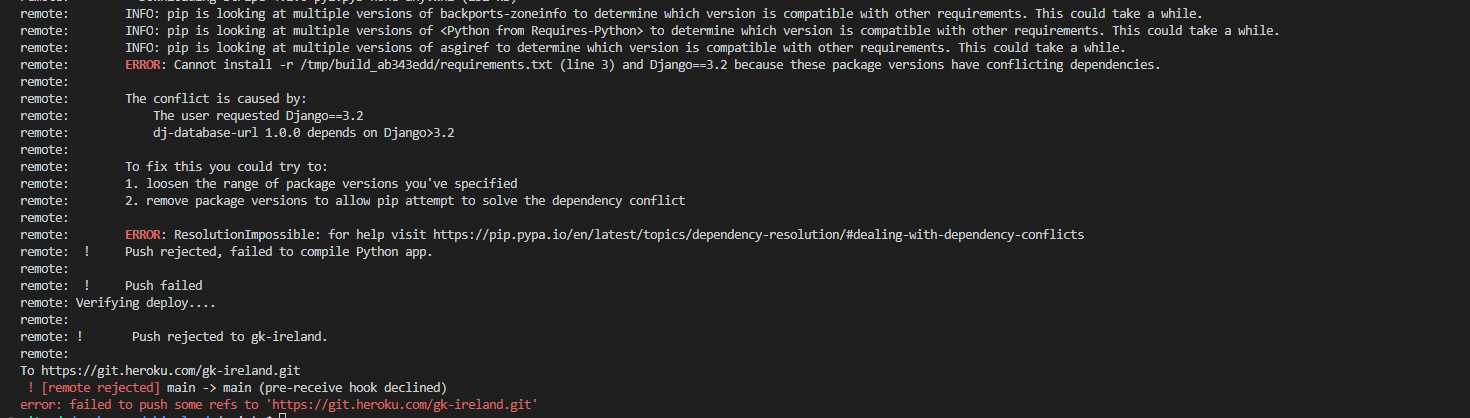 remote:        INFO: pip is looking at multiple versions of backports-zoneinfo to determine which version is compatible with other requirements. This could take a while.
remote:        INFO: pip is looking at multiple versions of <Python from Requires-Python> to determine which version is compatible with other requirements. This could take a while.
remote:        INFO: pip is looking at multiple versions of asgiref to determine which version is compatible with other requirements. This could take a while.
remote:        ERROR: Cannot install -r /tmp/build_ab343edd/requirements.txt (line 3) and Django==3.2 because these package versions have conflicting dependencies.
remote:
remote:        The conflict is caused by:
remote:            The user requested Django==3.2
remote:            dj-database-url 1.0.0 depends on Django>3.2
remote:
remote:        To fix this you could try to:
remote:        1. loosen the range of package versions you've specified
remote:        2. remove package versions to allow pip attempt to solve the dependency conflict
remote:
remote:        ERROR: ResolutionImpossible: for help visit https://pip.pypa.io/en/latest/topics/dependency-resolution/#dealing-with-dependency-conflicts
remote:  !     Push rejected, failed to compile Python app.
remote:
remote:  !     Push failed
remote: Verifying deploy....
remote:
remote: !       Push rejected to gk-ireland.
remote:
To https://git.heroku.com/gk-ireland.git
 ! [remote rejected] main -> main (pre-receive hook declined)
error: failed to push some refs to 'https://git.heroku.com/gk-ireland.git'